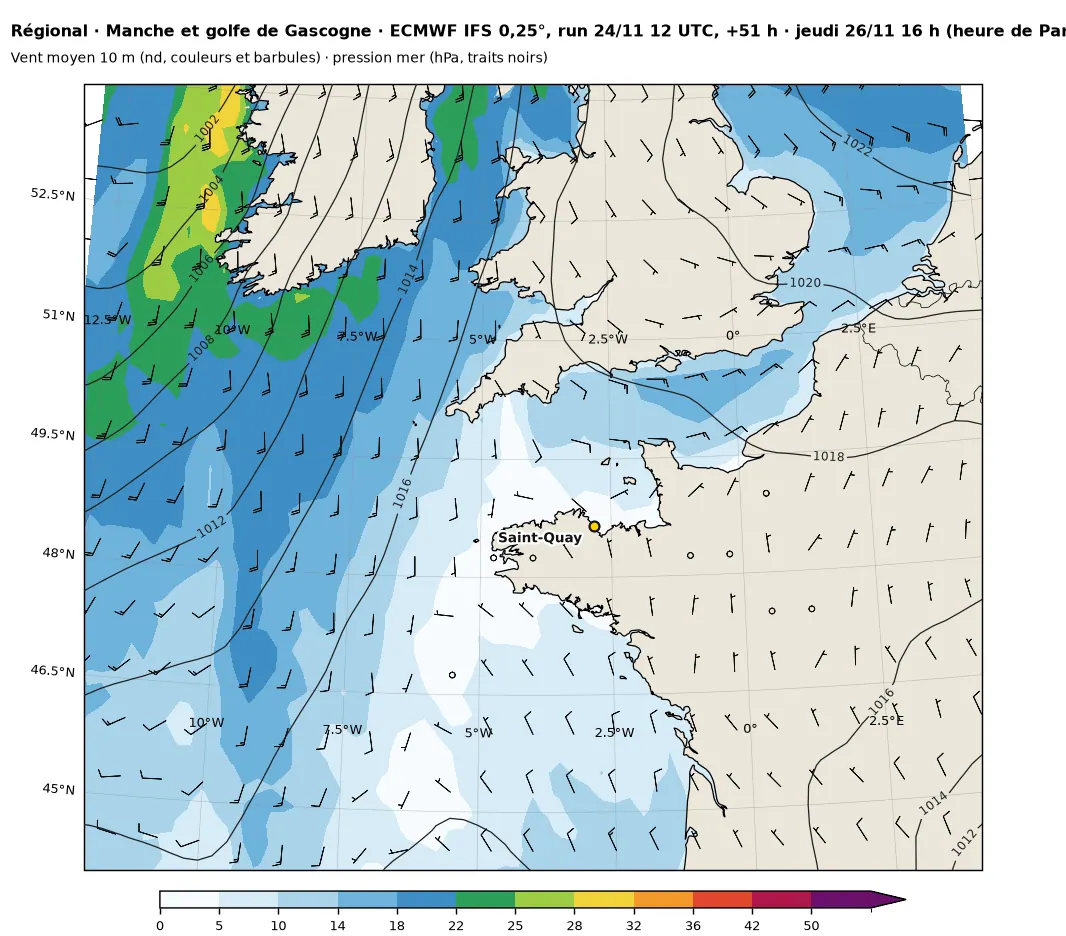 Régional · Manche et golfe de Gascogne · ECMWF IFS 0,25°, run 24/11 12 UTC, +51 h · jeudi 26/11 16 h (heure de Par
Vent moyen 10 m (nd, couleurs et barbules) · pression mer (hPa, traits noirs)
1002
1022
52.5°N
1004
1006
1014
1020
51°N
12.5°W
10°W
7.5°W
5°W
2.5°W
0°
2.5°E
1008
49.5°N
1018
1016
1012
Saint-Quay
48°N
46.5°N
1016
10°W
7.5°W
5°W
2.5°W
0°
2.5°E
45°N
1014
1012
0
5
10
14
18
22
25
28
32
36
42
50